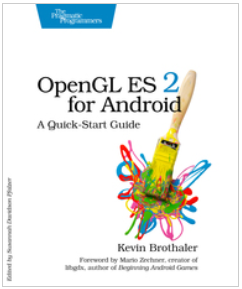 The
Pragmatic
Programmers
OpenGL ES 2
for Android
A Quick-Start Guide
Kevin Brothaler
Foreword by Mario Zechner, creator of
libgdx, author of Beginning Android Games
Edited by Susannah Davidson Pfalzer